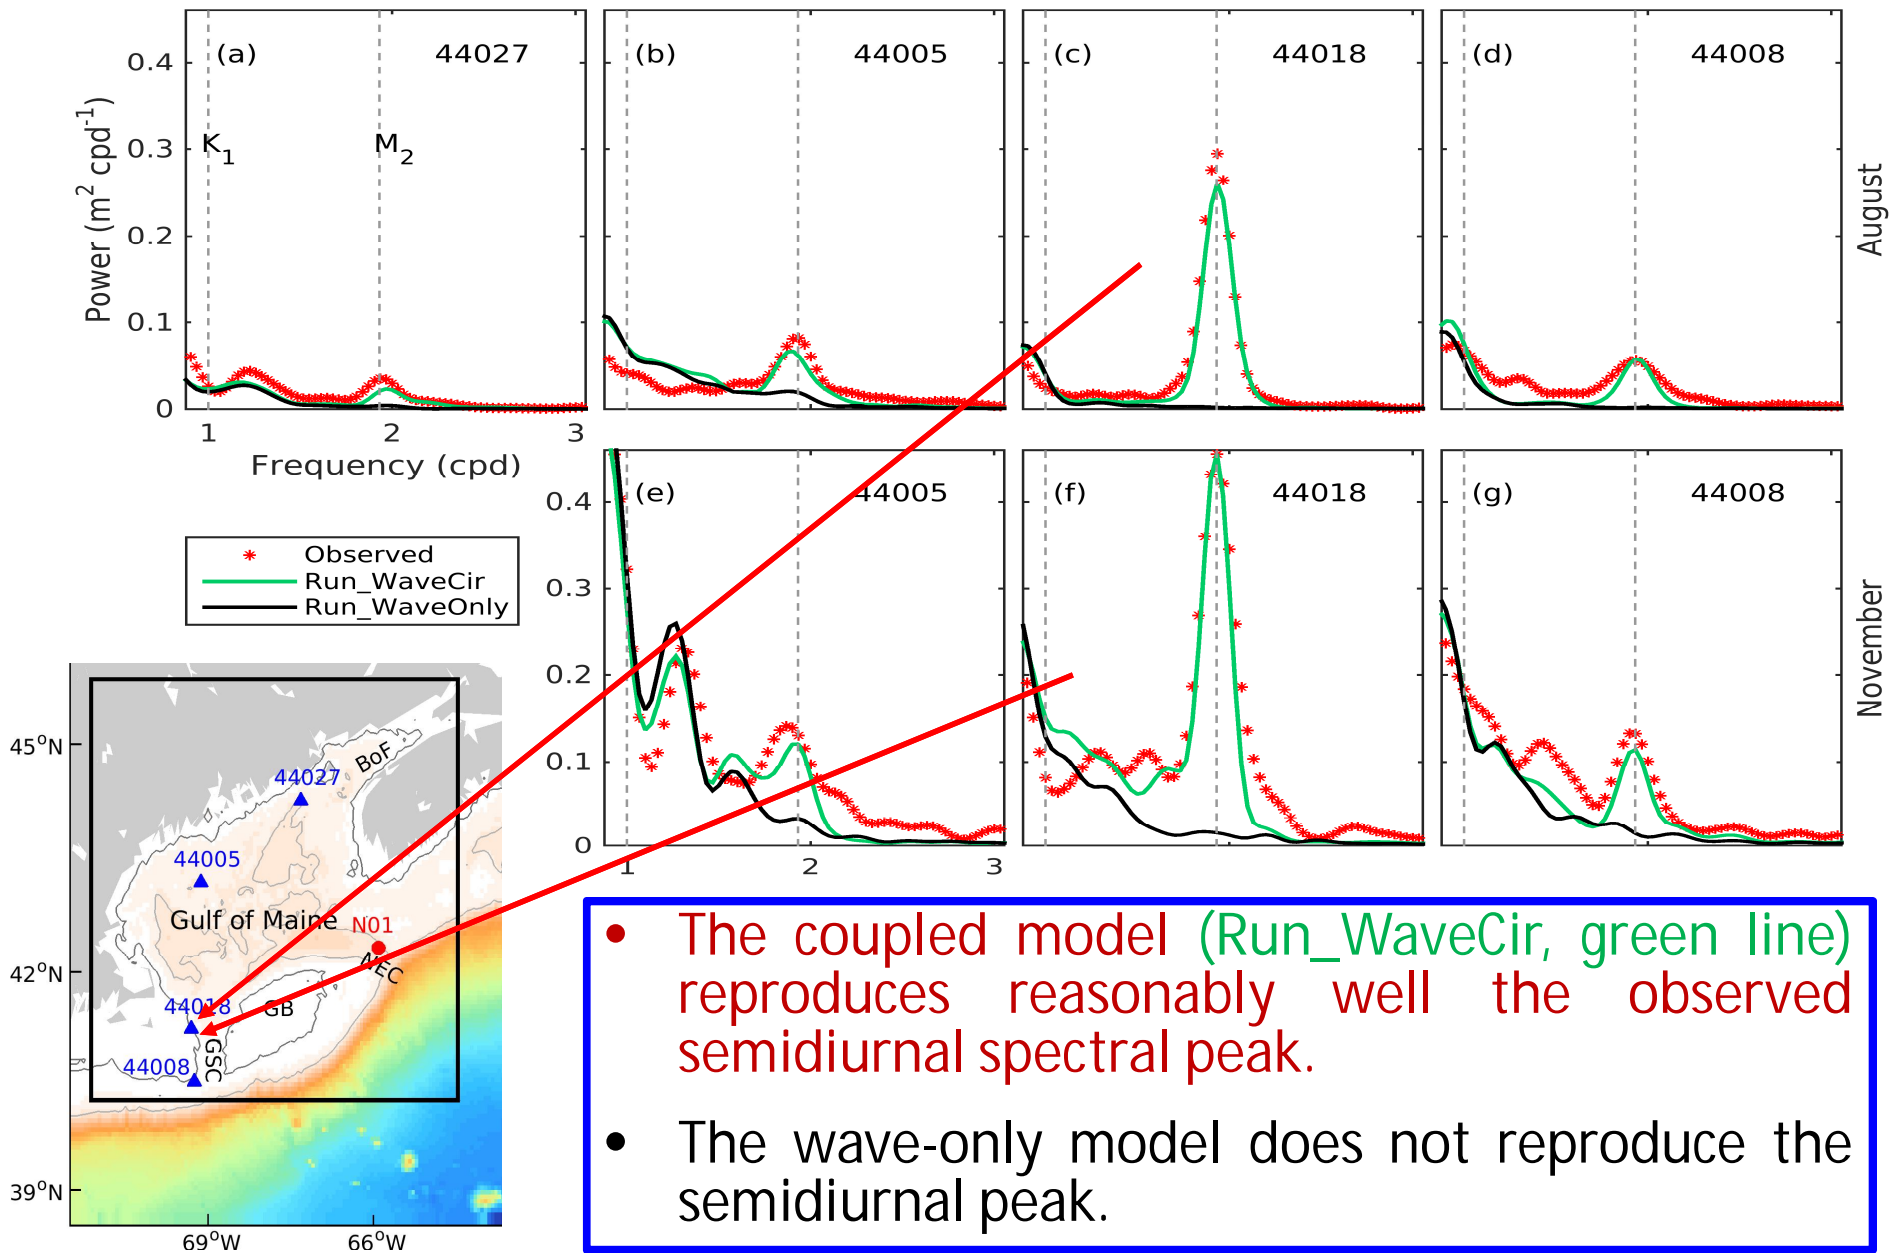 (a) 44027
(b) 44005
(c) 44018
(d) 44008
August
Power (m² cpd⁻¹)
0.4
0.3
0.2
0.1
0
K₁
M₂
1 2 3
Frequency (cpd)
(e) 44005
(f) 44018
(g) 44008
November
0.4
0.3
0.2
0.1
0
1 2 3
Observed
Run_WaveCir
Run_WaveOnly
45°N
42°N
39°N
69°W 66°W
BoF
44027
44005
Gulf of Maine
N01
NEC
44018
GB
GSC
44008
• The coupled model (Run_WaveCir, green line)
reproduces reasonably well the observed
semidiurnal spectral peak.
• The wave-only model does not reproduce the
semidiurnal peak.